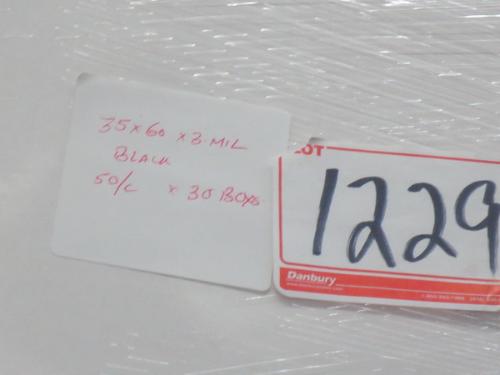 35 x 60 x 3.MIL
BLACK
50/c x 30 BOXS
LOT
1229
Danbury